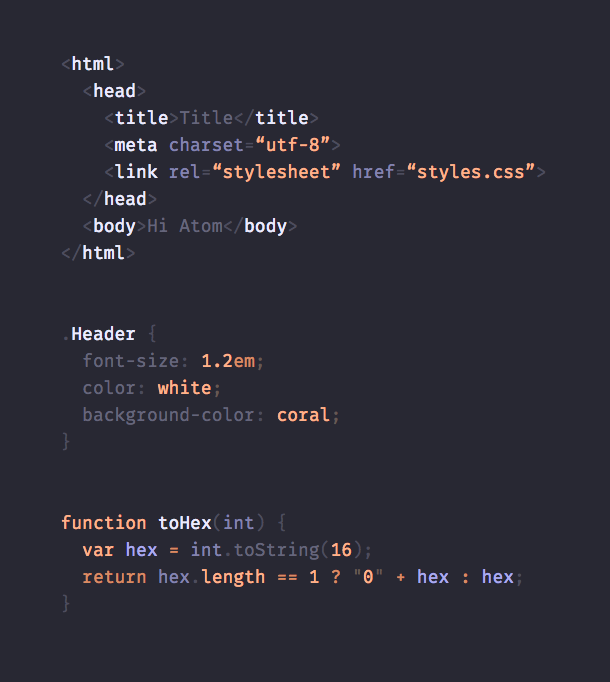 <html>
  <head>
    <title>Title</title>
    <meta charset=“utf-8”>
    <link rel=“stylesheet” href=“styles.css”>
  </head>
  <body>Hi Atom</body>
</html>
.Header {
  font-size: 1.2em;
  color: white;
  background-color: coral;
}
function toHex(int) {
  var hex = int.toString(16);
  return hex.length == 1 ? "0" + hex : hex;
}